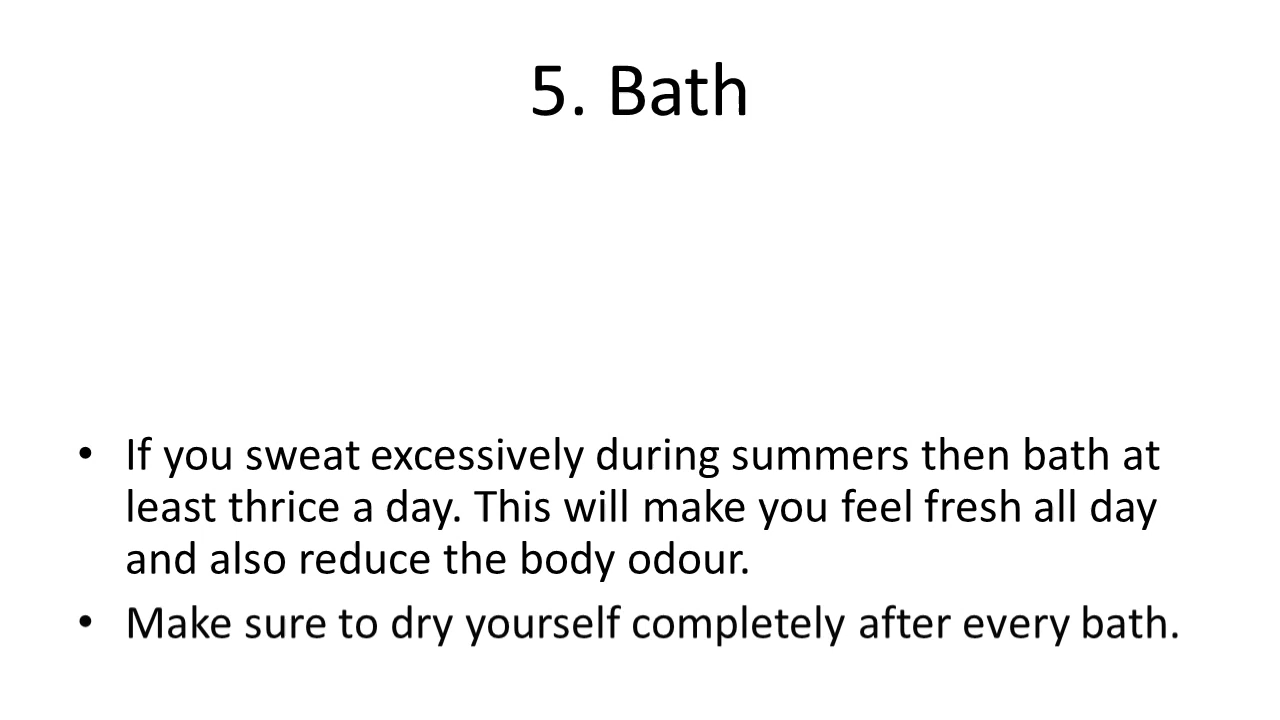 5. Bath
• If you sweat excessively during summers then bath at
least thrice a day. This will make you feel fresh all day
and also reduce the body odour.
• Make sure to dry yourself completely after every bath.